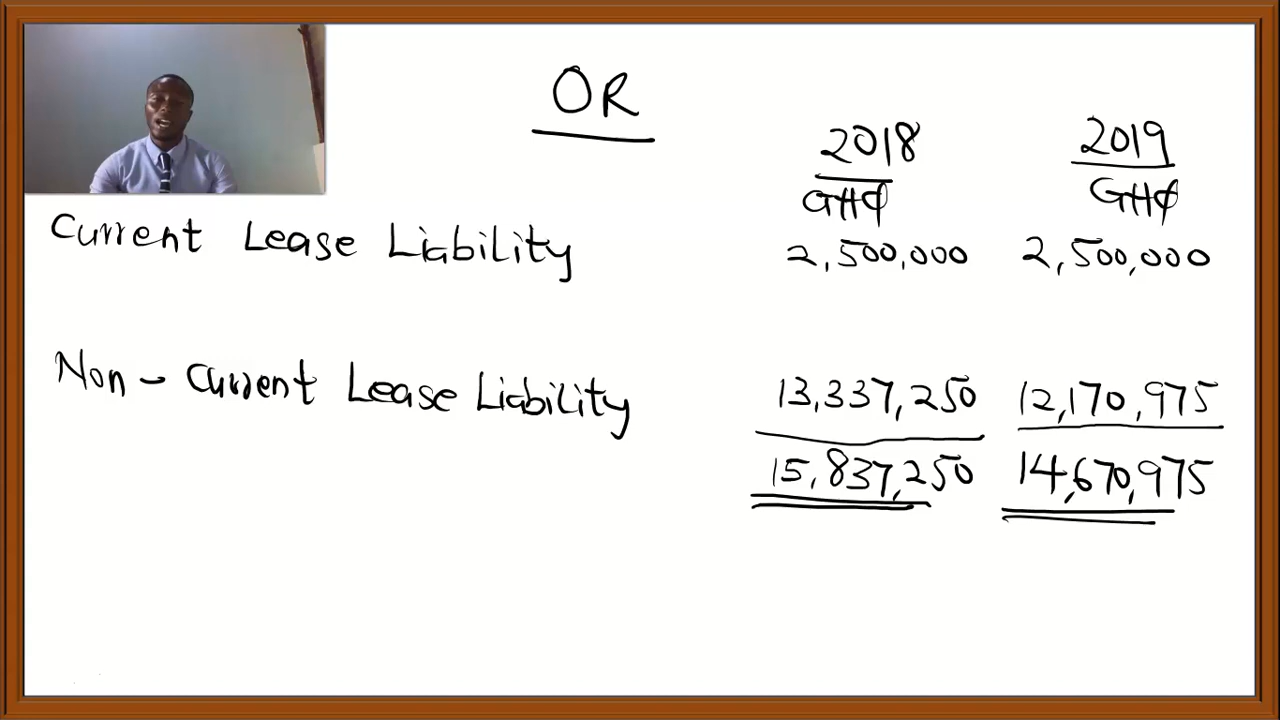 OR
2018 2019
GH₵ GH₵
Current Lease Liability 2,500,000 2,500,000
Non - Current Lease Liability 13,337,250 12,170,975
15,837,250 14,670,975